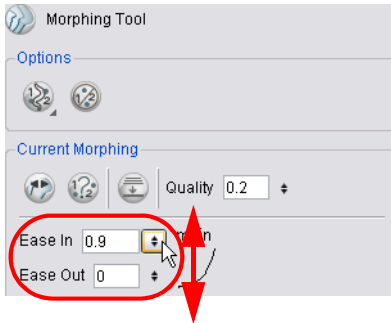 Morphing Tool
Options
Current Morphing
Quality 0.2
Ease In 0.9
Ease Out 0